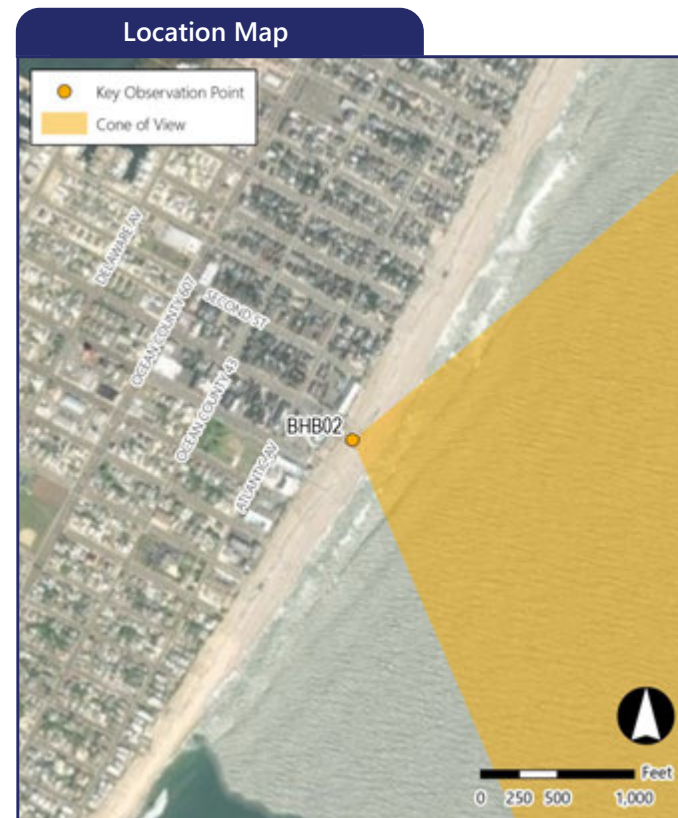 Location Map
Key Observation Point
Cone of View
DELAWARE AV
OCEAN COUNTY 607
SECOND ST
OCEAN COUNTY 43
BHB02
ATLANTIC AV
Feet
0 250 500 1,000